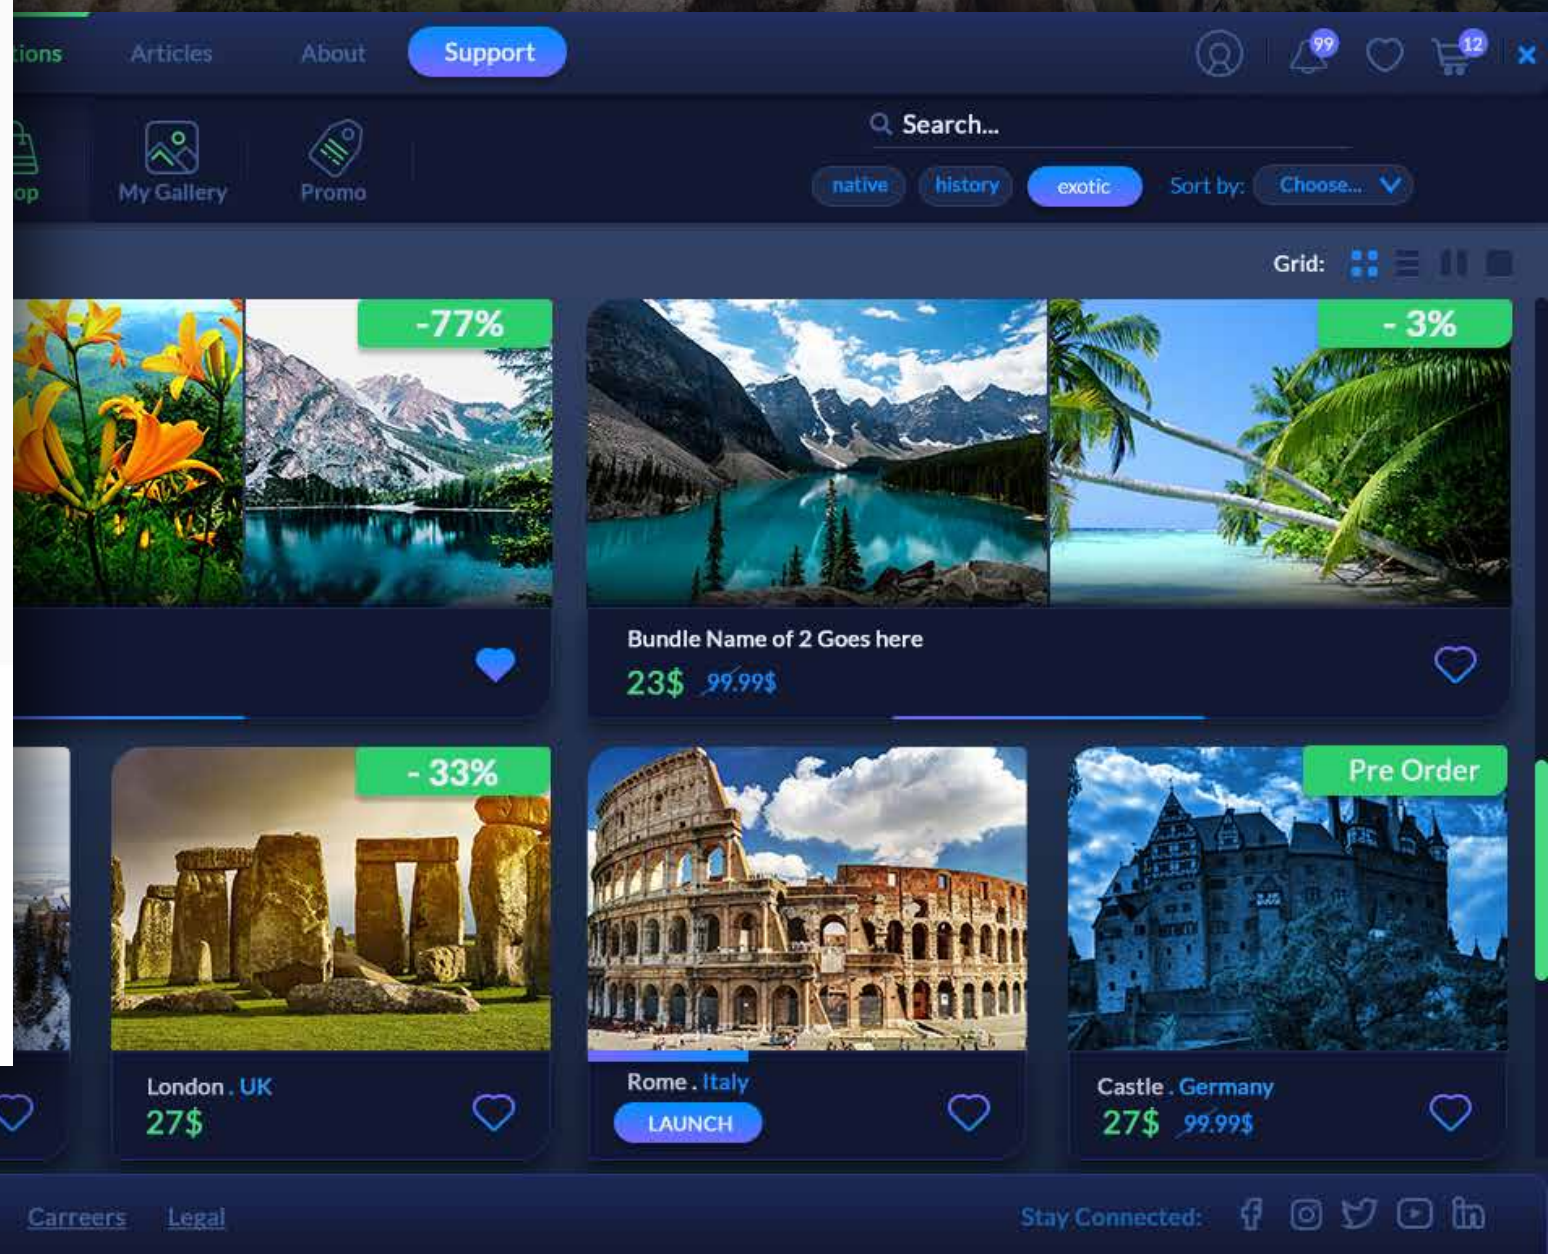 tions Articles About Support 99 12
Search...
op My Gallery Promo
native history exotic Sort by: Choose...
Grid:
-77% - 3%
Bundle Name of 2 Goes here
23$ 99.99$
- 33% Pre Order
London . UK
27$
Rome . Italy
LAUNCH
Castle . Germany
27$ 99.99$
Carreers Legal Stay Connected: